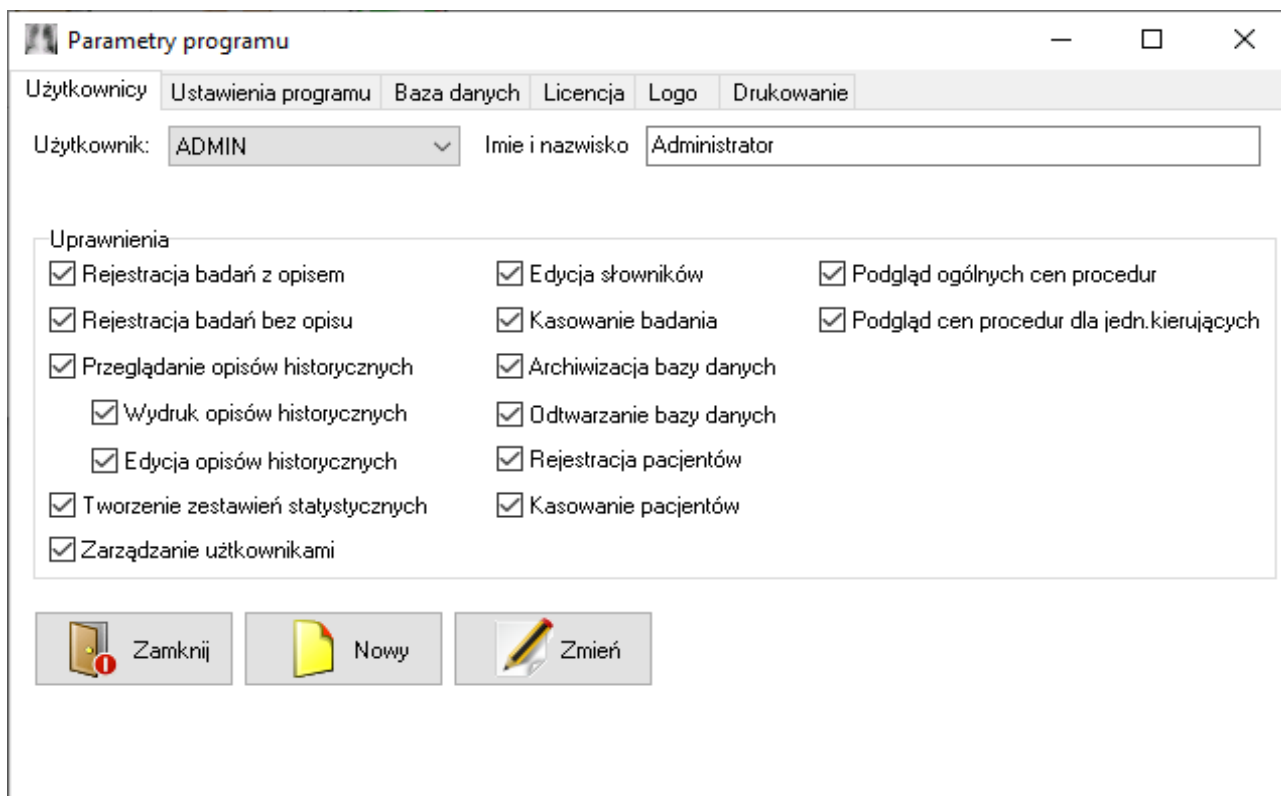 Parametry programu
Użytkownicy Ustawienia programu Baza danych Licencja Logo Drukowanie
Użytkownik: ADMIN Imie i nazwisko Administrator
Uprawnienia
Rejestracja badań z opisem Edycja słowników Podgląd ogólnych cen procedur
Rejestracja badań bez opisu Kasowanie badania Podgląd cen procedur dla jedn.kierujących
Przeglądanie opisów historycznych Archiwizacja bazy danych
Wydruk opisów historycznych Odtwarzanie bazy danych
Edycja opisów historycznych Rejestracja pacjentów
Tworzenie zestawień statystycznych Kasowanie pacjentów
Zarządzanie użtkownikami
Zamknij Nowy Zmień